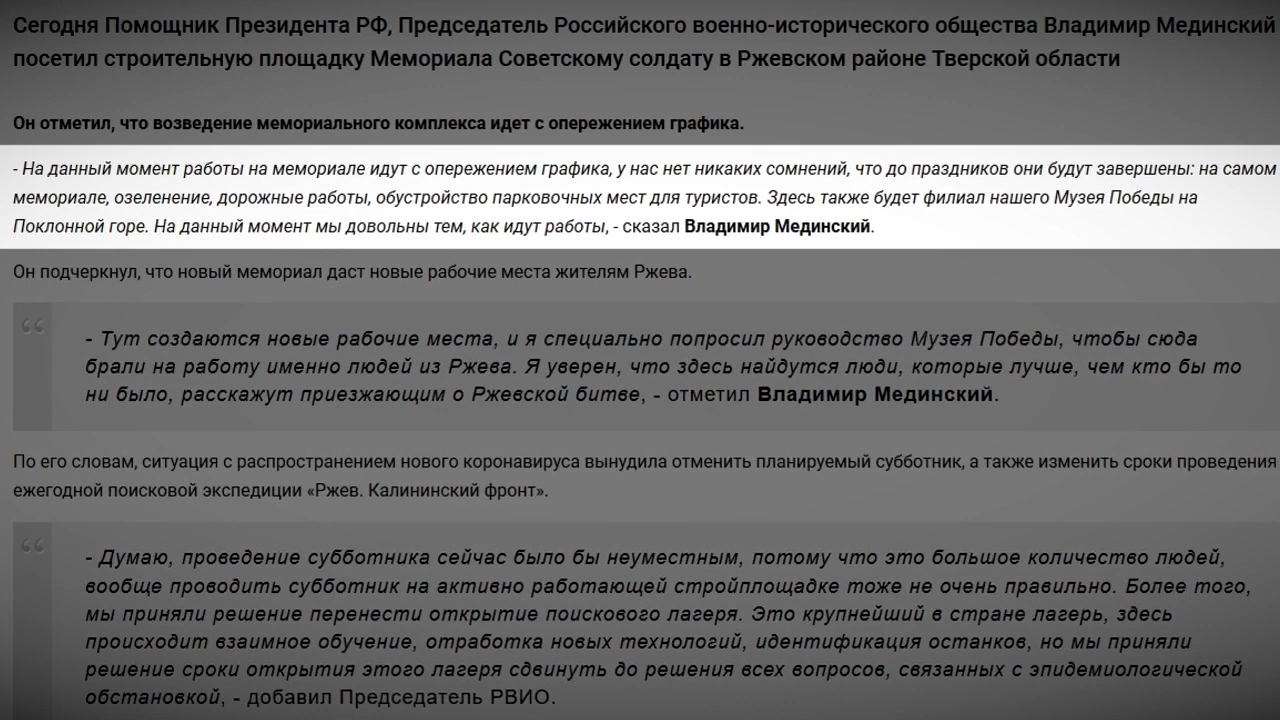 Сегодня Помощник Президента РФ, Председатель Российского военно-исторического общества Владимир Мединский
посетил строительную площадку Мемориала Советскому солдату в Ржевском районе Тверской области
Он отметил, что возведение мемориального комплекса идет с опережением графика.
- На данный момент работы на мемориале идут с опережением графика, у нас нет никаких сомнений, что до праздников они будут завершены: на самом
мемориале, озеленение, дорожные работы, обустройство парковочных мест для туристов. Здесь также будет филиал нашего Музея Победы на
Поклонной горе. На данный момент мы довольны тем, как идут работы, - сказал Владимир Мединский.
Он подчеркнул, что новый мемориал даст новые рабочие места жителям Ржева.
- Тут создаются новые рабочие места, и я специально попросил руководство Музея Победы, чтобы сюда
брали на работу именно людей из Ржева. Я уверен, что здесь найдутся люди, которые лучше, чем кто бы то
ни было, расскажут приезжающим о Ржевской битве, - отметил Владимир Мединский.
По его словам, ситуация с распространением нового коронавируса вынудила отменить планируемый субботник, а также изменить сроки проведения
ежегодной поисковой экспедиции «Ржев. Калининский фронт».
- Думаю, проведение субботника сейчас было бы неуместным, потому что это большое количество людей,
вообще проводить субботник на активно работающей стройплощадке тоже не очень правильно. Более того,
мы приняли решение перенести открытие поискового лагеря. Это крупнейший в стране лагерь, здесь
происходит взаимное обучение, отработка новых технологий, идентификация останков, но мы приняли
решение сроки открытия этого лагеря сдвинуть до решения всех вопросов, связанных с эпидемиологической
обстановкой, - добавил Председатель РВИО.